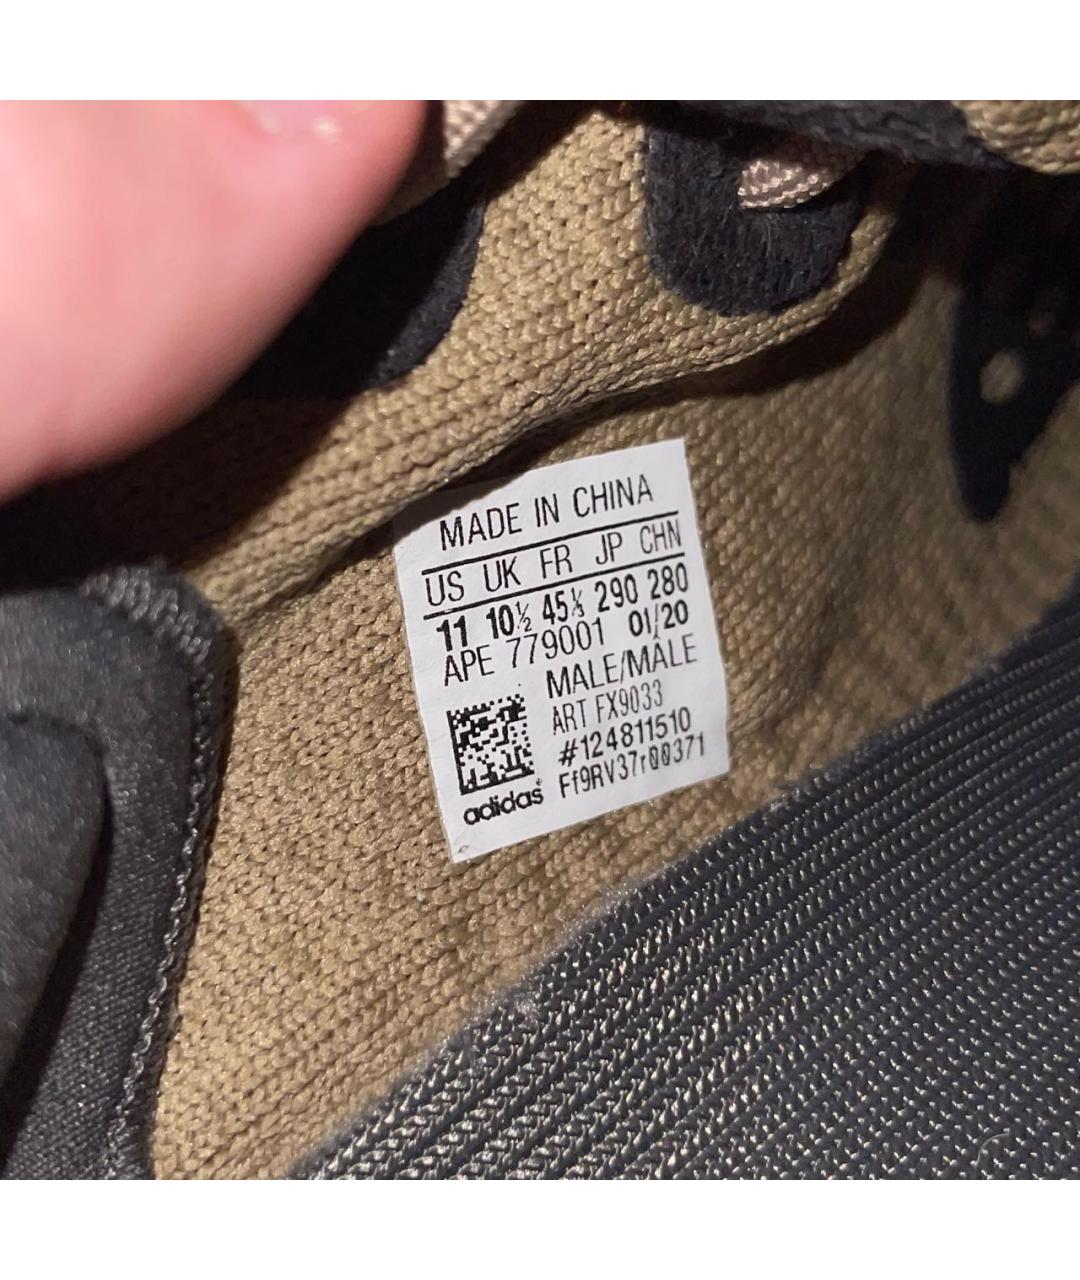 MADE IN CHINA
US UK FR JP CHN
11 10½ 45⅓ 290 280
APE 779001 01/20
MALE/MÂLE
ART FX9033
#124811510
Ff9RV37r00371
adidas